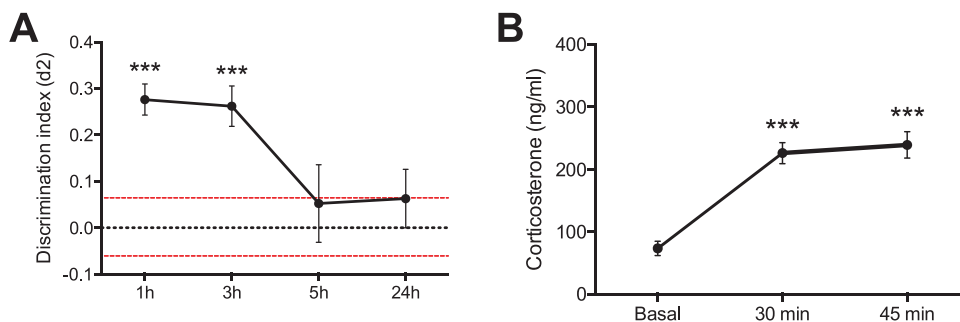 A
Discrimination index (d2)
0.4
0.3
0.2
0.1
0.0
-0.1
***
***
1h
3h
5h
24h
B
Corticosterone (ng/ml)
400
300
200
100
0
***
***
Basal
30 min
45 min